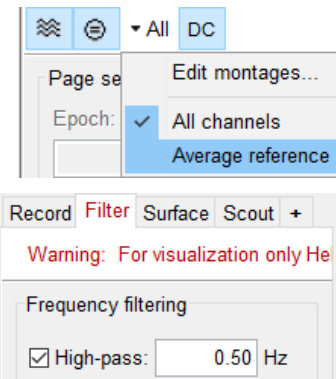 All DC
Page se
Edit montages...
Epoch:
All channels
Average reference
Record Filter Surface Scout +
Warning: For visualization only Hel
Frequency filtering
High-pass: 0.50 Hz